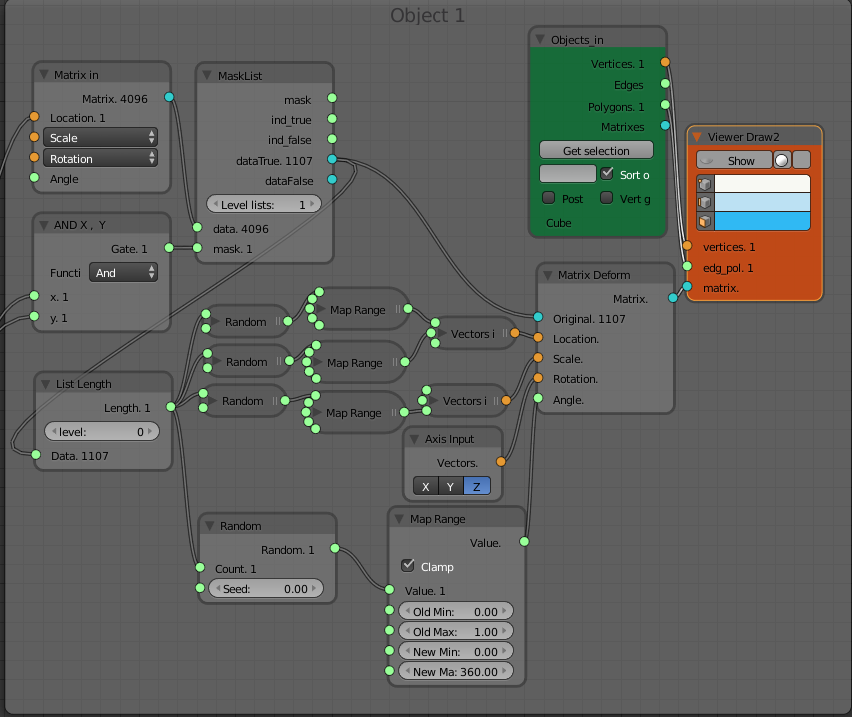 Object 1
Matrix in
Matrix. 4096
Location. 1
Scale
Rotation
Angle
MaskList
mask
ind_true
ind_false
dataTrue. 1107
dataFalse
Level lists: 1
data. 4096
mask. 1
AND X , Y
Gate. 1
Functi And
x. 1
y. 1
List Length
Length. 1
level: 0
Data. 1107
Random
Map Range
Random
Map Range
Random
Map Range
Vectors i
Vectors i
Axis Input
Vectors.
X Y Z
Random
Random. 1
Count. 1
Seed: 0.00
Map Range
Value.
Clamp
Value. 1
Old Min: 0.00
Old Max: 1.00
New Min: 0.00
New Ma: 360.00
Objects_in
Vertices. 1
Edges
Polygons. 1
Matrixes
Get selection
Sort o
Post Vert g
Cube
Matrix Deform
Matrix.
Original. 1107
Location.
Scale.
Rotation.
Angle.
Viewer Draw2
Show
vertices. 1
edg_pol. 1
matrix.